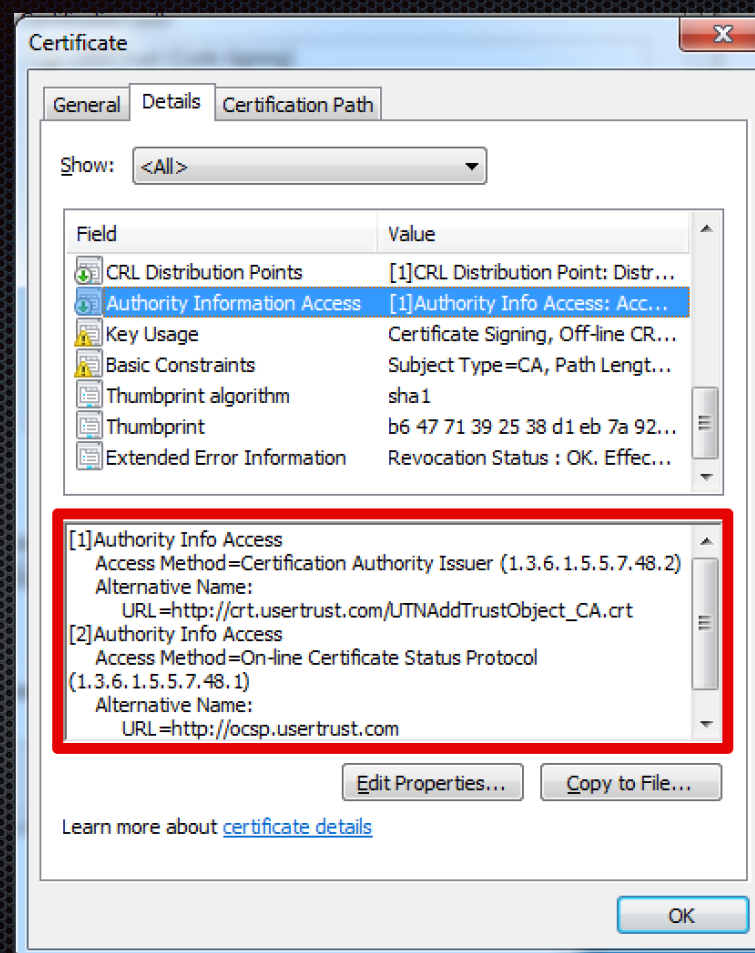 Certificate
General Details Certification Path
Show: <All>
Field Value
CRL Distribution Points [1]CRL Distribution Point: Distr...
Authority Information Access [1]Authority Info Access: Acc...
Key Usage Certificate Signing, Off-line CR...
Basic Constraints Subject Type=CA, Path Lengt...
Thumbprint algorithm sha1
Thumbprint b6 47 71 39 25 38 d1 eb 7a 92...
Extended Error Information Revocation Status : OK. Effec...
[1]Authority Info Access
Access Method=Certification Authority Issuer (1.3.6.1.5.5.7.48.2)
Alternative Name:
URL=http://crt.usertrust.com/UTNAddTrustObject_CA.crt
[2]Authority Info Access
Access Method=On-line Certificate Status Protocol
(1.3.6.1.5.5.7.48.1)
Alternative Name:
URL=http://ocsp.usertrust.com
Edit Properties... Copy to File...
Learn more about certificate details
OK